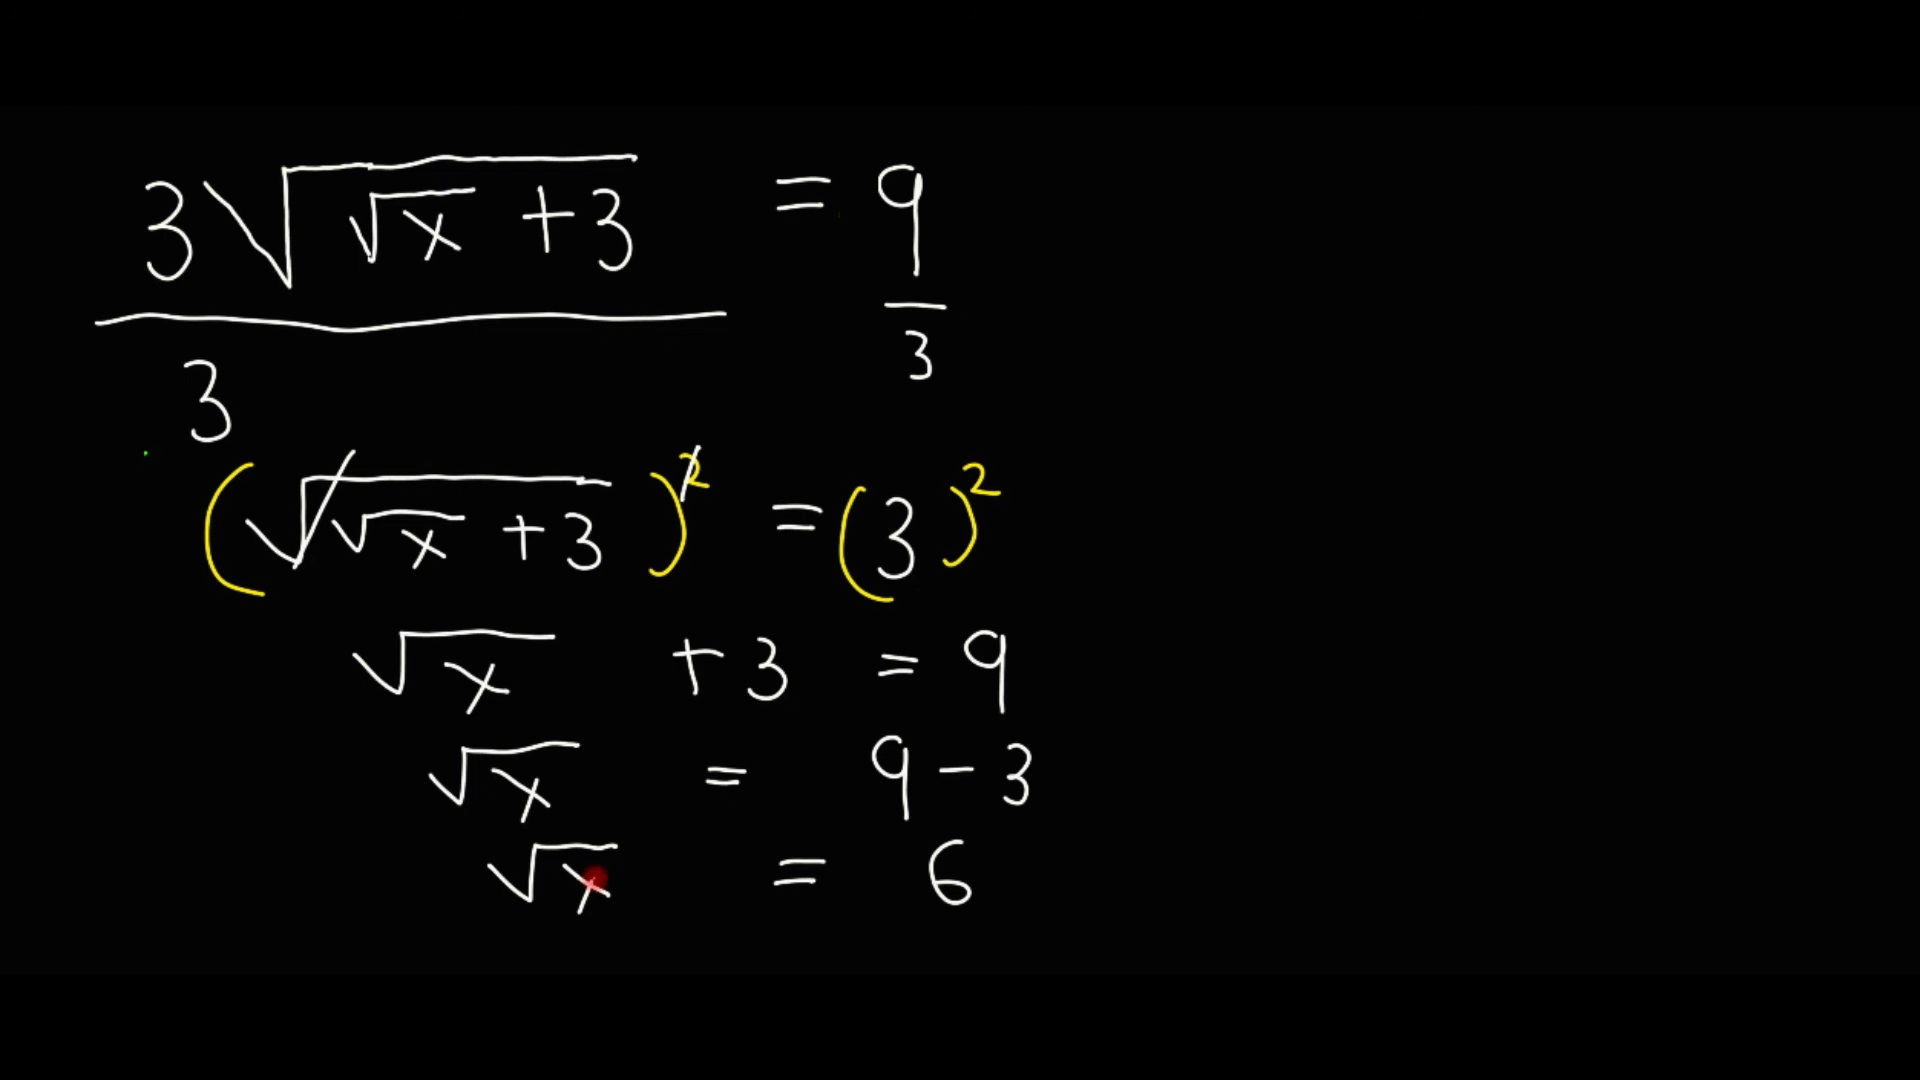 3√(√x + 3) = 9
3 3
(√(√x + 3))² = (3)²
√x + 3 = 9
√x = 9 - 3
√x = 6